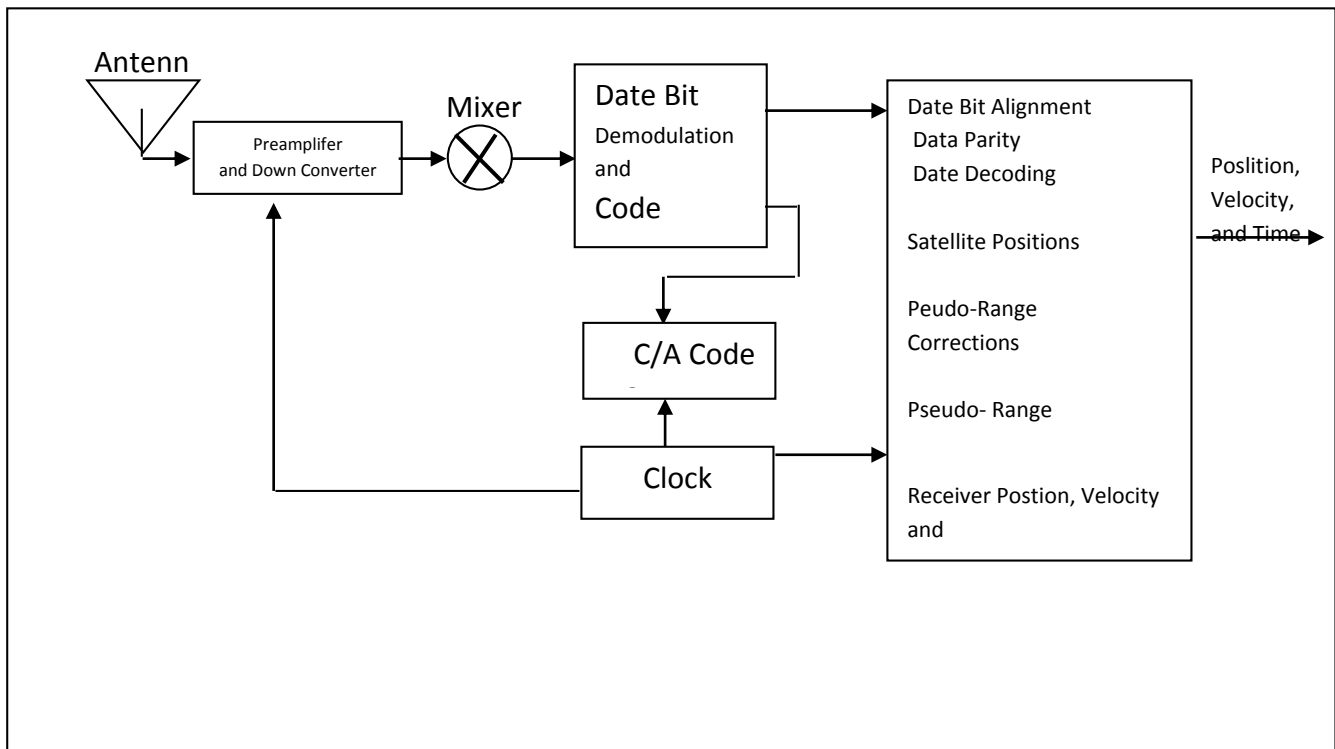 Antenn
Preamplifer
and Down Converter
Mixer
Date Bit
Demodulation
and
Code
C/A Code
Clock
Date Bit Alignment
Data Parity
Date Decoding
Satellite Positions
Peudo-Range
Corrections
Pseudo- Range
Receiver Postion, Velocity
and
Poslition,
Velocity,
and Time